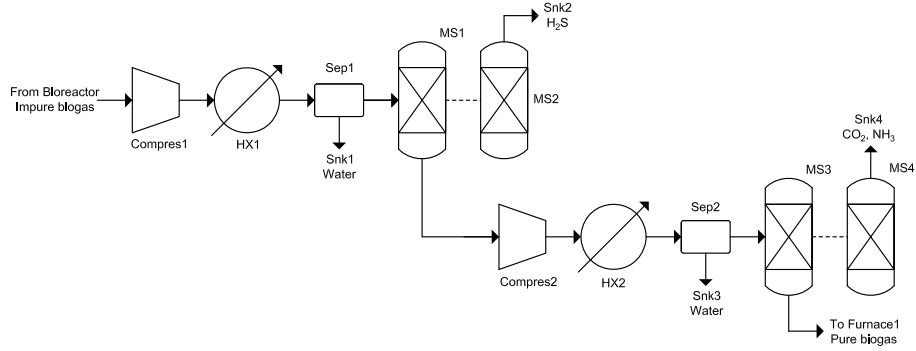 Snk2
H₂S
MS1
Sep1
From Bioreactor
Impure biogas
MS2
Compres1
HX1
Snk1
Water
Snk4
CO₂, NH₃
MS3
MS4
Sep2
Compres2
HX2
Snk3
Water
To Furnace1
Pure biogas